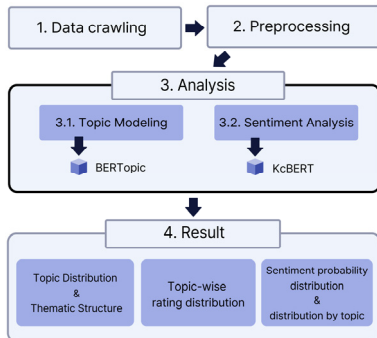 1. Data crawling
2. Preprocessing
3. Analysis
3.1. Topic Modeling
3.2. Sentiment Analysis
BERTopic
KcBERT
4. Result
Topic Distribution
&
Thematic Structure
Topic-wise
rating distribution
Sentiment probability
distribution
&
distribution by topic